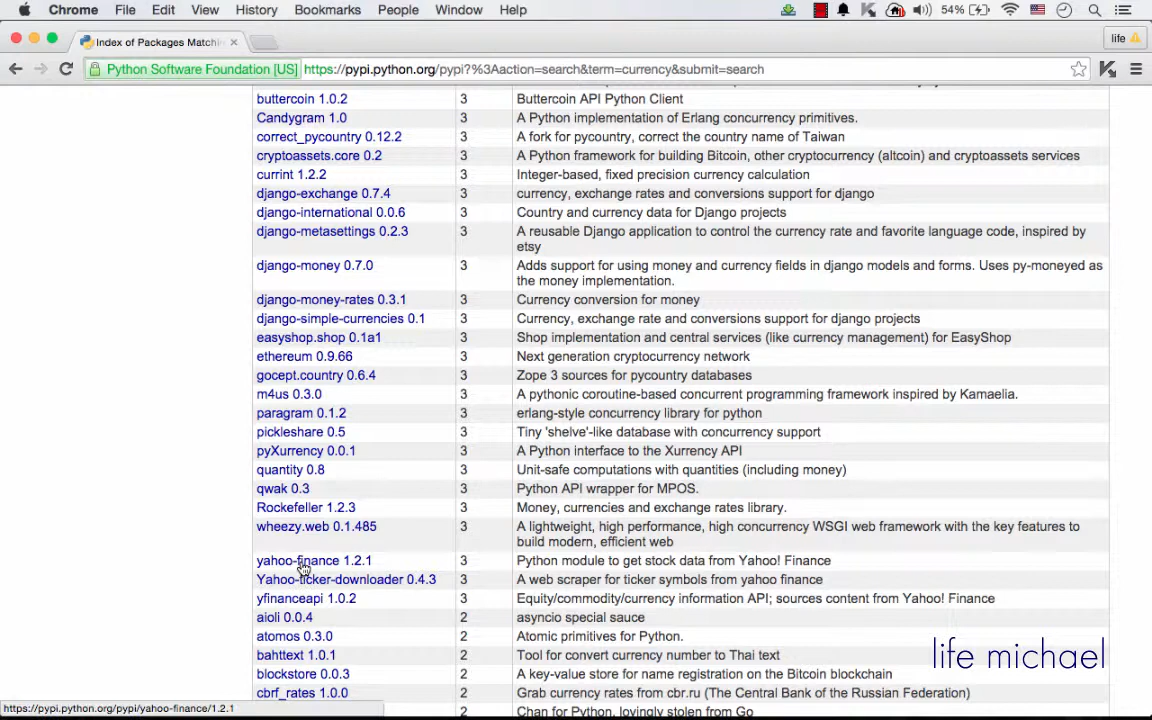 Chrome File Edit View History Bookmarks People Window Help 54%
Index of Packages Matchin
life
Python Software Foundation [US] https://pypi.python.org/pypi?%3Aaction=search&term=currency&submit=search
buttercoin 1.0.2 3 Buttercoin API Python Client
Candygram 1.0 3 A Python implementation of Erlang concurrency primitives.
correct_pycountry 0.12.2 3 A fork for pycountry, correct the country name of Taiwan
cryptoassets.core 0.2 3 A Python framework for building Bitcoin, other cryptocurrency (altcoin) and cryptoassets services
currint 1.2.2 3 Integer-based, fixed precision currency calculation
django-exchange 0.7.4 3 currency, exchange rates and conversions support for django
django-international 0.0.6 3 Country and currency data for Django projects
django-metasettings 0.2.3 3 A reusable Django application to control the currency rate and favorite language code, inspired by
etsy
django-money 0.7.0 3 Adds support for using money and currency fields in django models and forms. Uses py-moneyed as
the money implementation.
django-money-rates 0.3.1 3 Currency conversion for money
django-simple-currencies 0.1 3 Currency, exchange rate and conversions support for django projects
easyshop.shop 0.1a1 3 Shop implementation and central services (like currency management) for EasyShop
ethereum 0.9.66 3 Next generation cryptocurrency network
gocept.country 0.6.4 3 Zope 3 sources for pycountry databases
m4us 0.3.0 3 A pythonic coroutine-based concurrent programming framework inspired by Kamaelia.
paragram 0.1.2 3 erlang-style concurrency library for python
pickleshare 0.5 3 Tiny 'shelve'-like database with concurrency support
pyXurrency 0.0.1 3 A Python interface to the Xurrency API
quantity 0.8 3 Unit-safe computations with quantities (including money)
qwak 0.3 3 Python API wrapper for MPOS.
Rockefeller 1.2.3 3 Money, currencies and exchange rates library.
wheezy.web 0.1.485 3 A lightweight, high performance, high concurrency WSGI web framework with the key features to
build modern, efficient web
yahoo-finance 1.2.1 3 Python module to get stock data from Yahoo! Finance
Yahoo-ticker-downloader 0.4.3 3 A web scraper for ticker symbols from yahoo finance
yfinanceapi 1.0.2 3 Equity/commodity/currency information API; sources content from Yahoo! Finance
aioli 0.0.4 2 asyncio special sauce
atomos 0.3.0 2 Atomic primitives for Python.
bahttext 1.0.1 2 Tool for convert currency number to Thai text
blockstore 0.0.3 2 A key-value store for name registration on the Bitcoin blockchain
cbrf_rates 1.0.0 2 Grab currency rates from cbr.ru (The Central Bank of the Russian Federation)
2 Chan for Python, lovingly stolen from Go
life michael
https://pypi.python.org/pypi/yahoo-finance/1.2.1